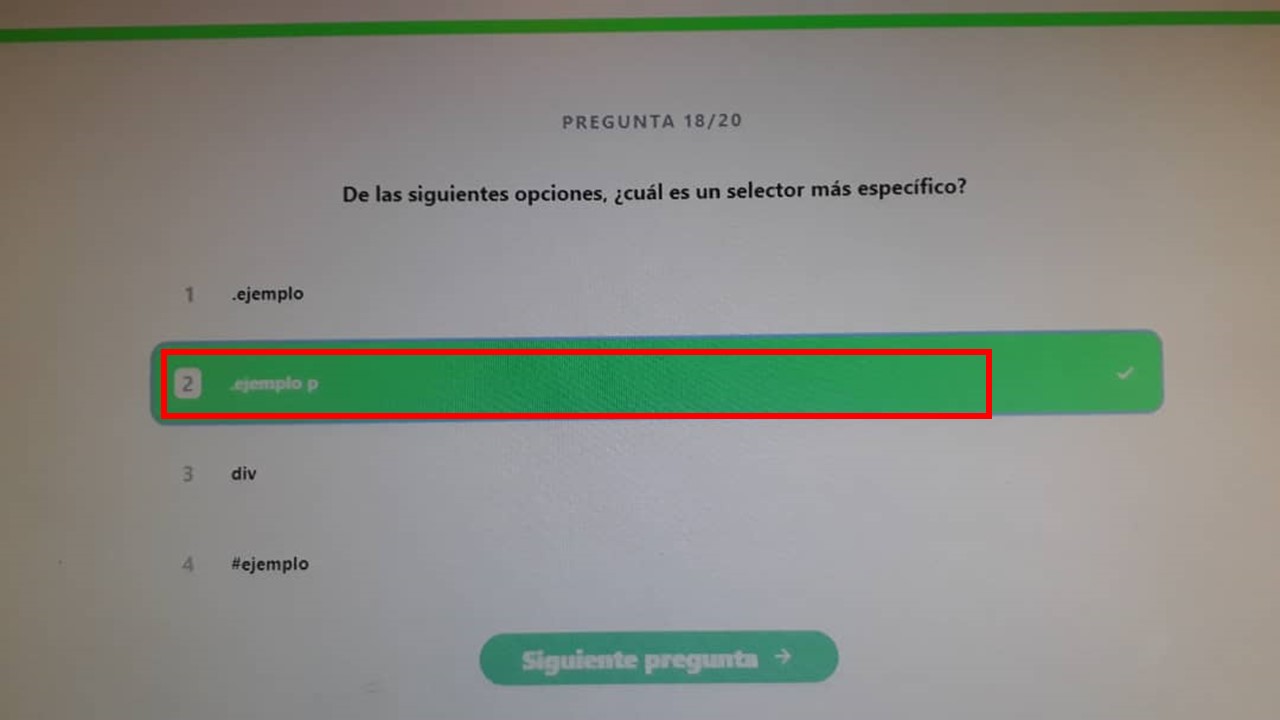 PREGUNTA 18/20
De las siguientes opciones, ¿cuál es un selector más específico?
1 .ejemplo
2 .ejemplo p
3 div
4 #ejemplo
Siguiente pregunta →